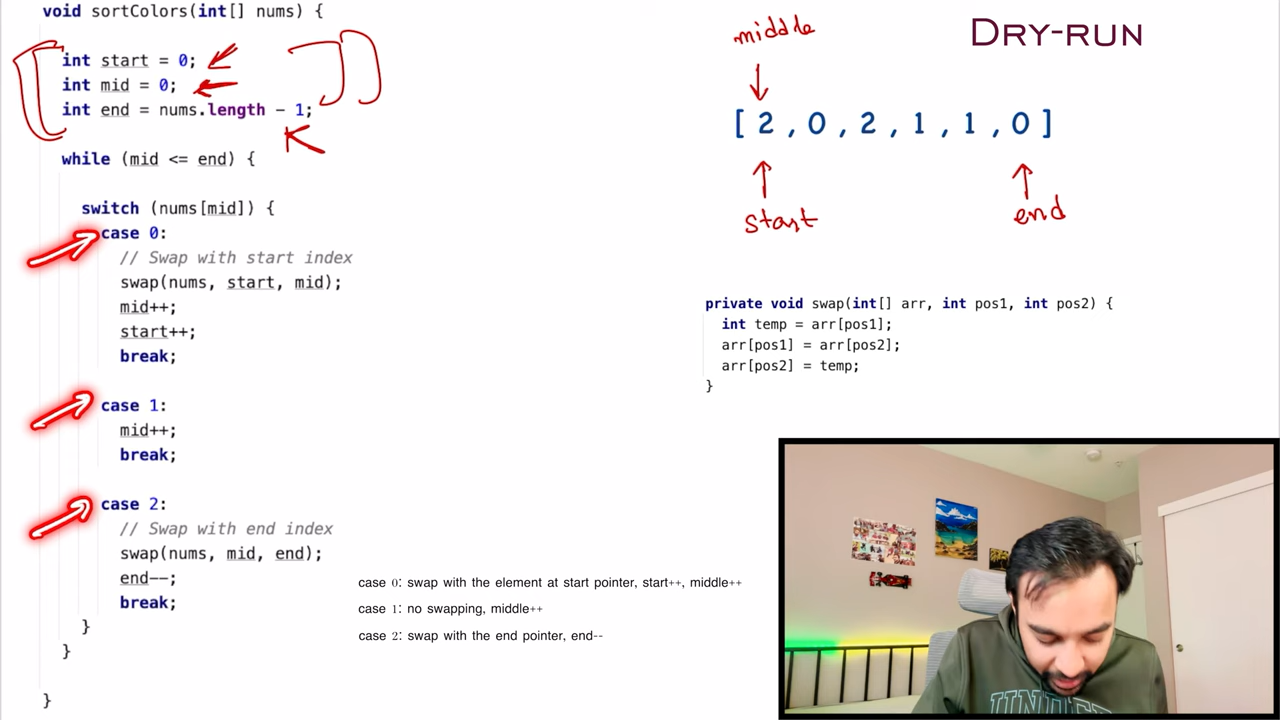 void sortColors(int[] nums) {
int start = 0;
int mid = 0;
int end = nums.length - 1;
while (mid <= end) {
switch (nums[mid]) {
case 0:
// Swap with start index
swap(nums, start, mid);
mid++;
start++;
break;
case 1:
mid++;
break;
case 2:
// Swap with end index
swap(nums, mid, end);
end--;
break;
}
}
}
case 0: swap with the element at start pointer, start++, middle++
case 1: no swapping, middle++
case 2: swap with the end pointer, end--
DRY-RUN
middle
[ 2 , 0 , 2 , 1 , 1 , 0 ]
start
end
private void swap(int[] arr, int pos1, int pos2) {
int temp = arr[pos1];
arr[pos1] = arr[pos2];
arr[pos2] = temp;
}